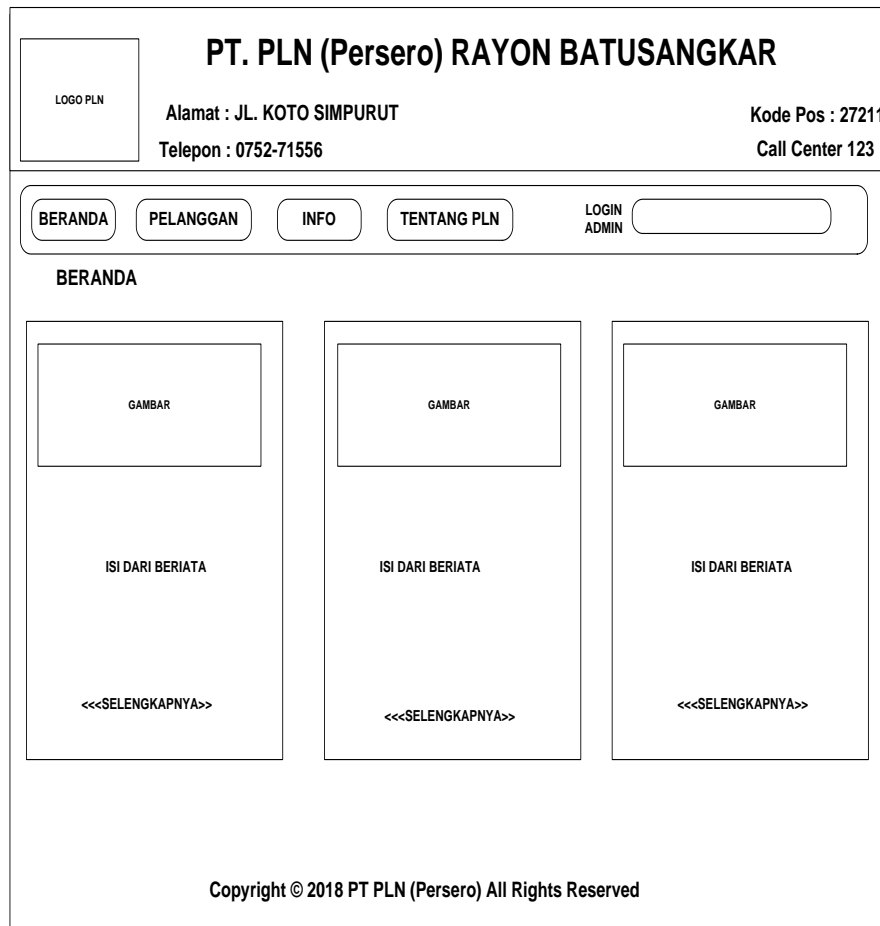 PT. PLN (Persero) RAYON BATUSANGKAR
LOGO PLN
Alamat : JL. KOTO SIMPURUT
Kode Pos : 27211
Telepon : 0752-71556
Call Center 123
BERANDA
PELANGGAN
INFO
TENTANG PLN
LOGIN
ADMIN
BERANDA
GAMBAR
ISI DARI BERIATA
<<<SELENGKAPNYA>>
GAMBAR
ISI DARI BERIATA
<<<SELENGKAPNYA>>
GAMBAR
ISI DARI BERIATA
<<<SELENGKAPNYA>>
Copyright © 2018 PT PLN (Persero) All Rights Reserved